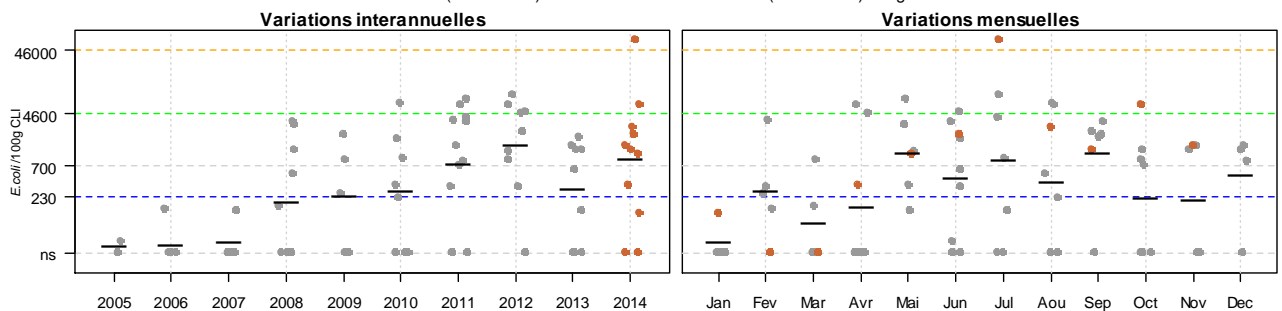 Variations interannuelles
Variations mensuelles
E.coli/100g CLI
46000
4600
700
230
ns
2005 2006 2007 2008 2009 2010 2011 2012 2013 2014
Jan Fev Mar Avr Mai Jun Jul Aou Sep Oct Nov Dec